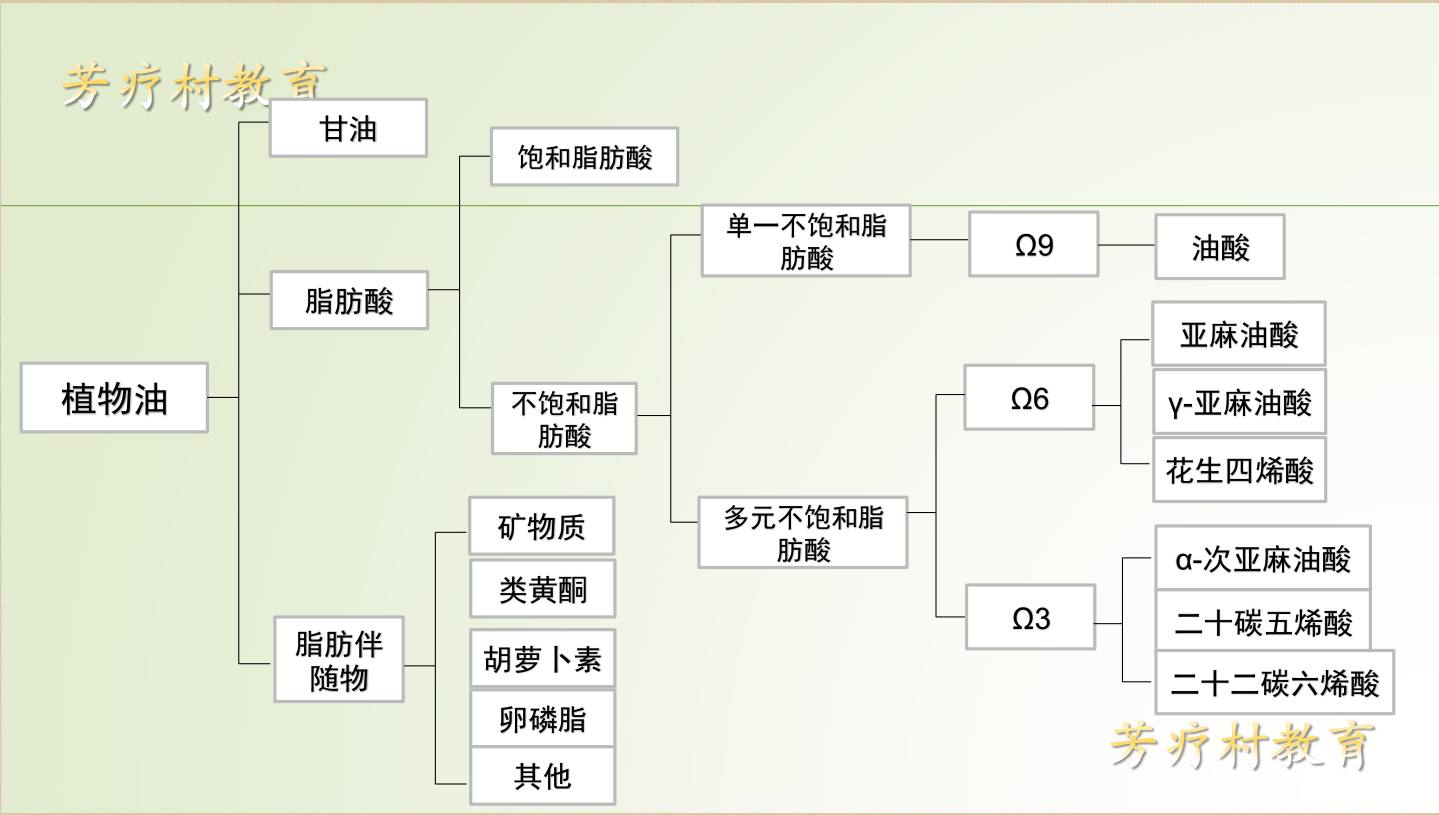 芳疗村教育
甘油
饱和脂肪酸
单一不饱和脂
肪酸
Ω9
油酸
脂肪酸
亚麻油酸
植物油
不饱和脂
肪酸
Ω6
γ-亚麻油酸
花生四烯酸
矿物质
多元不饱和脂
肪酸
α-次亚麻油酸
类黄酮
Ω3
二十碳五烯酸
脂肪伴
随物
胡萝卜素
二十二碳六烯酸
卵磷脂
其他
芳疗村教育